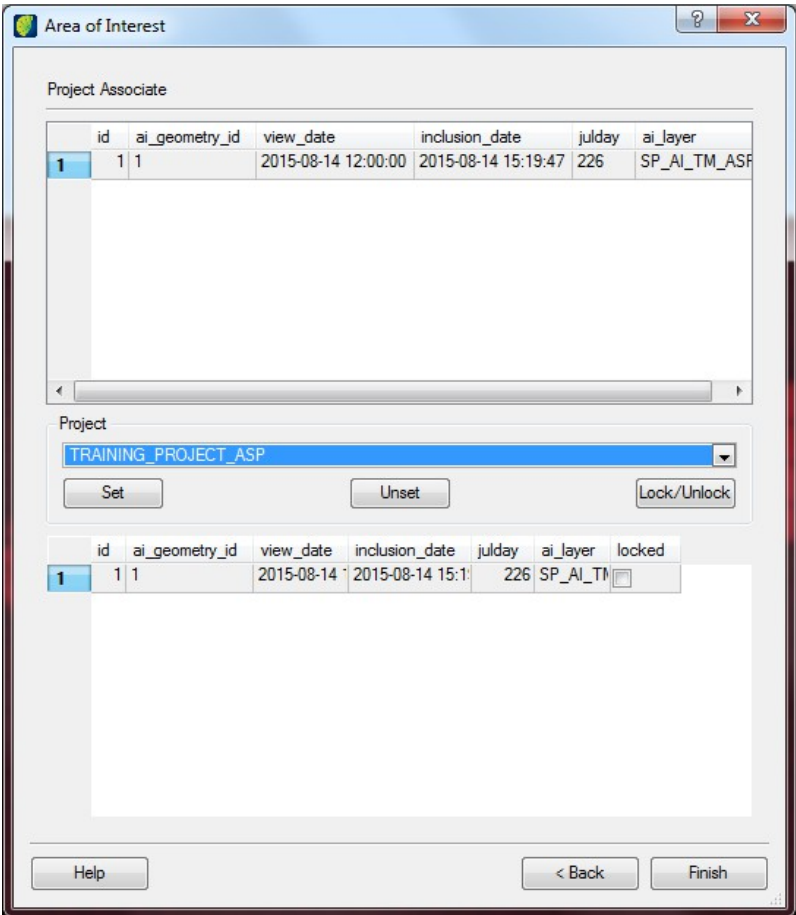 Area of Interest
Project Associate
id ai_geometry_id view_date inclusion_date julday ai_layer
1 1 1 2015-08-14 12:00:00 2015-08-14 15:19:47 226 SP_AI_TM_ASP
Project
TRAINING_PROJECT_ASP
Set Unset Lock/Unlock
id ai_geometry_id view_date inclusion_date julday ai_layer locked
1 1 1 2015-08-14 1 2015-08-14 15:1 226 SP_AI_TM
Help < Back Finish